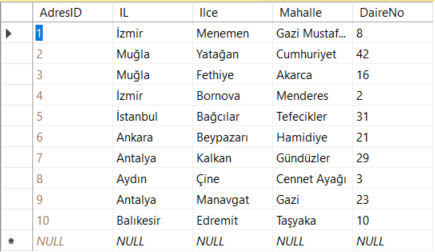 AdresID IL Ilce Mahalle DaireNo
1 İzmir Menemen Gazi Mustaf... 8
2 Muğla Yatağan Cumhuriyet 42
3 Muğla Fethiye Akarca 16
4 İzmir Bornova Menderes 2
5 İstanbul Bağcılar Tefecikler 31
6 Ankara Beypazarı Hamidiye 21
7 Antalya Kalkan Gündüzler 29
8 Aydın Çine Cennet Ayağı 3
9 Antalya Manavgat Gazi 23
10 Balıkesir Edremit Taşyaka 10
NULL NULL NULL NULL NULL